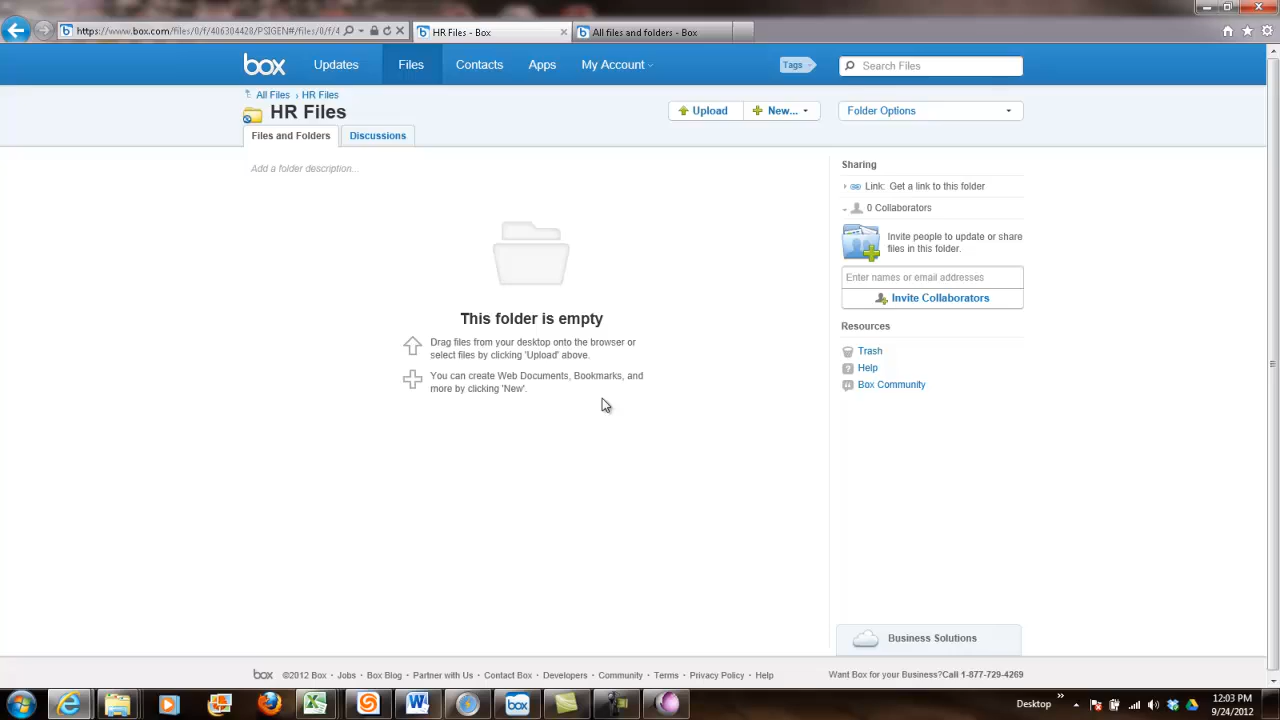 https://www.box.com/files/0/f/406304428/PSIGEN#/files/0/f/4
HR Files - Box
All files and folders - Box
box
Updates
Files
Contacts
Apps
My Account
Tags
Search Files
All Files › HR Files
HR Files
Upload
New...
Folder Options
Files and Folders
Discussions
Add a folder description...
This folder is empty
Drag files from your desktop onto the browser or
select files by clicking 'Upload' above.
You can create Web Documents, Bookmarks, and
more by clicking 'New'.
Sharing
Link: Get a link to this folder
0 Collaborators
Invite people to update or share
files in this folder.
Enter names or email addresses
Invite Collaborators
Resources
Trash
Help
Box Community
Business Solutions
box ©2012 Box · Jobs · Box Blog · Partner with Us · Contact Box · Developers · Community · Terms · Privacy Policy · Help
Want Box for your Business?Call 1-877-729-4269
box
Desktop
12:03 PM
9/24/2012